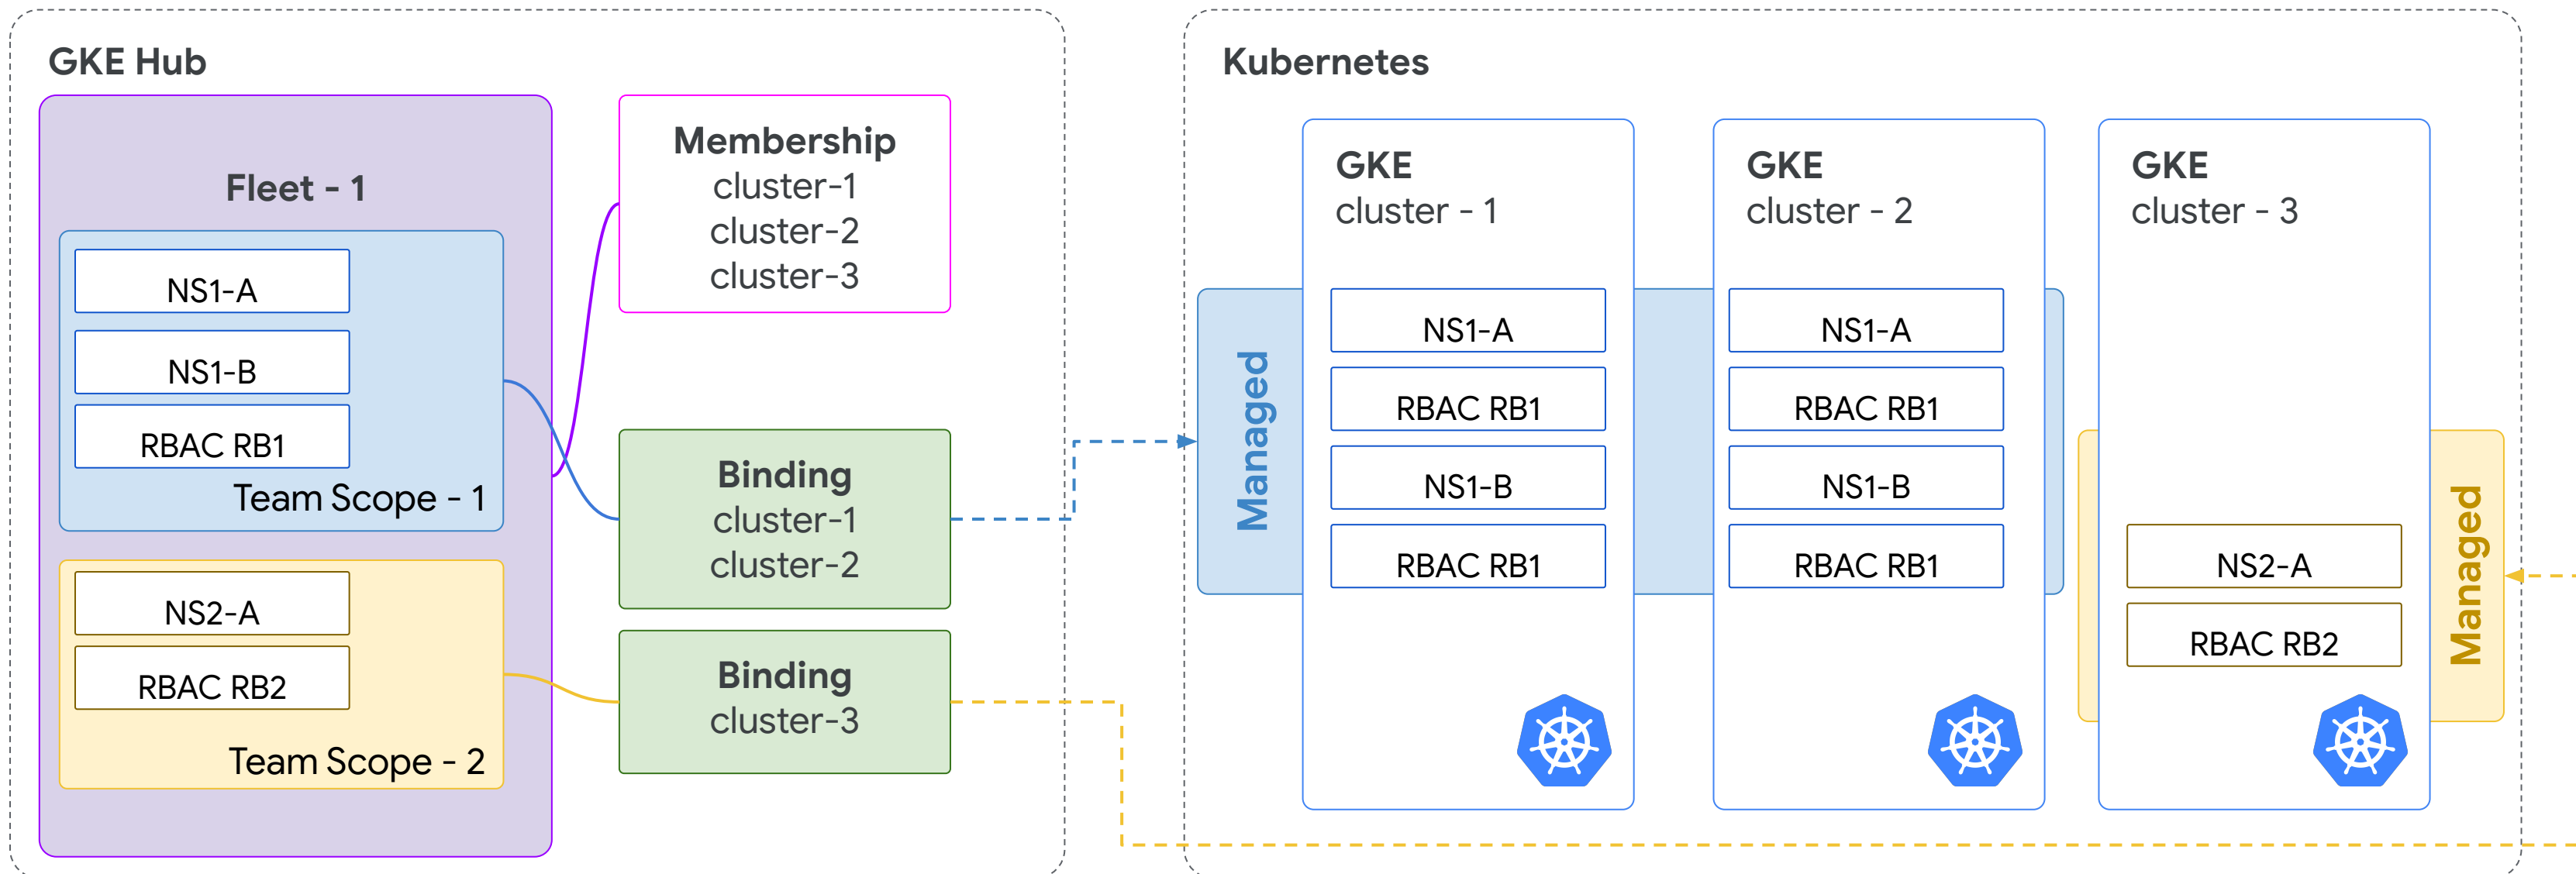 GKE Hub
Fleet - 1
NS1-A
NS1-B
RBAC RB1
Team Scope - 1
NS2-A
RBAC RB2
Team Scope - 2
Membership
cluster-1
cluster-2
cluster-3
Binding
cluster-1
cluster-2
Binding
cluster-3
Kubernetes
Managed
GKE
cluster - 1
NS1-A
RBAC RB1
NS1-B
RBAC RB1
GKE
cluster - 2
NS1-A
RBAC RB1
NS1-B
RBAC RB1
GKE
cluster - 3
NS2-A
RBAC RB2
Managed